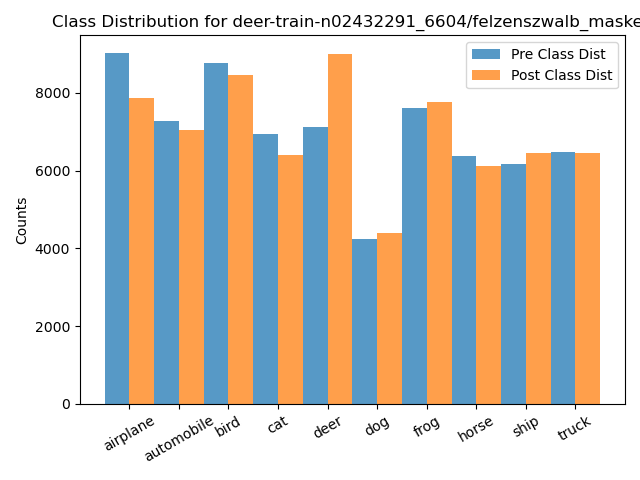 Class Distribution for deer-train-n02432291_6604/felzenszwalb_maske
Pre Class Dist
Post Class Dist
Counts
8000
6000
4000
2000
0
airplane
automobile
bird
cat
deer
dog
frog
horse
ship
truck